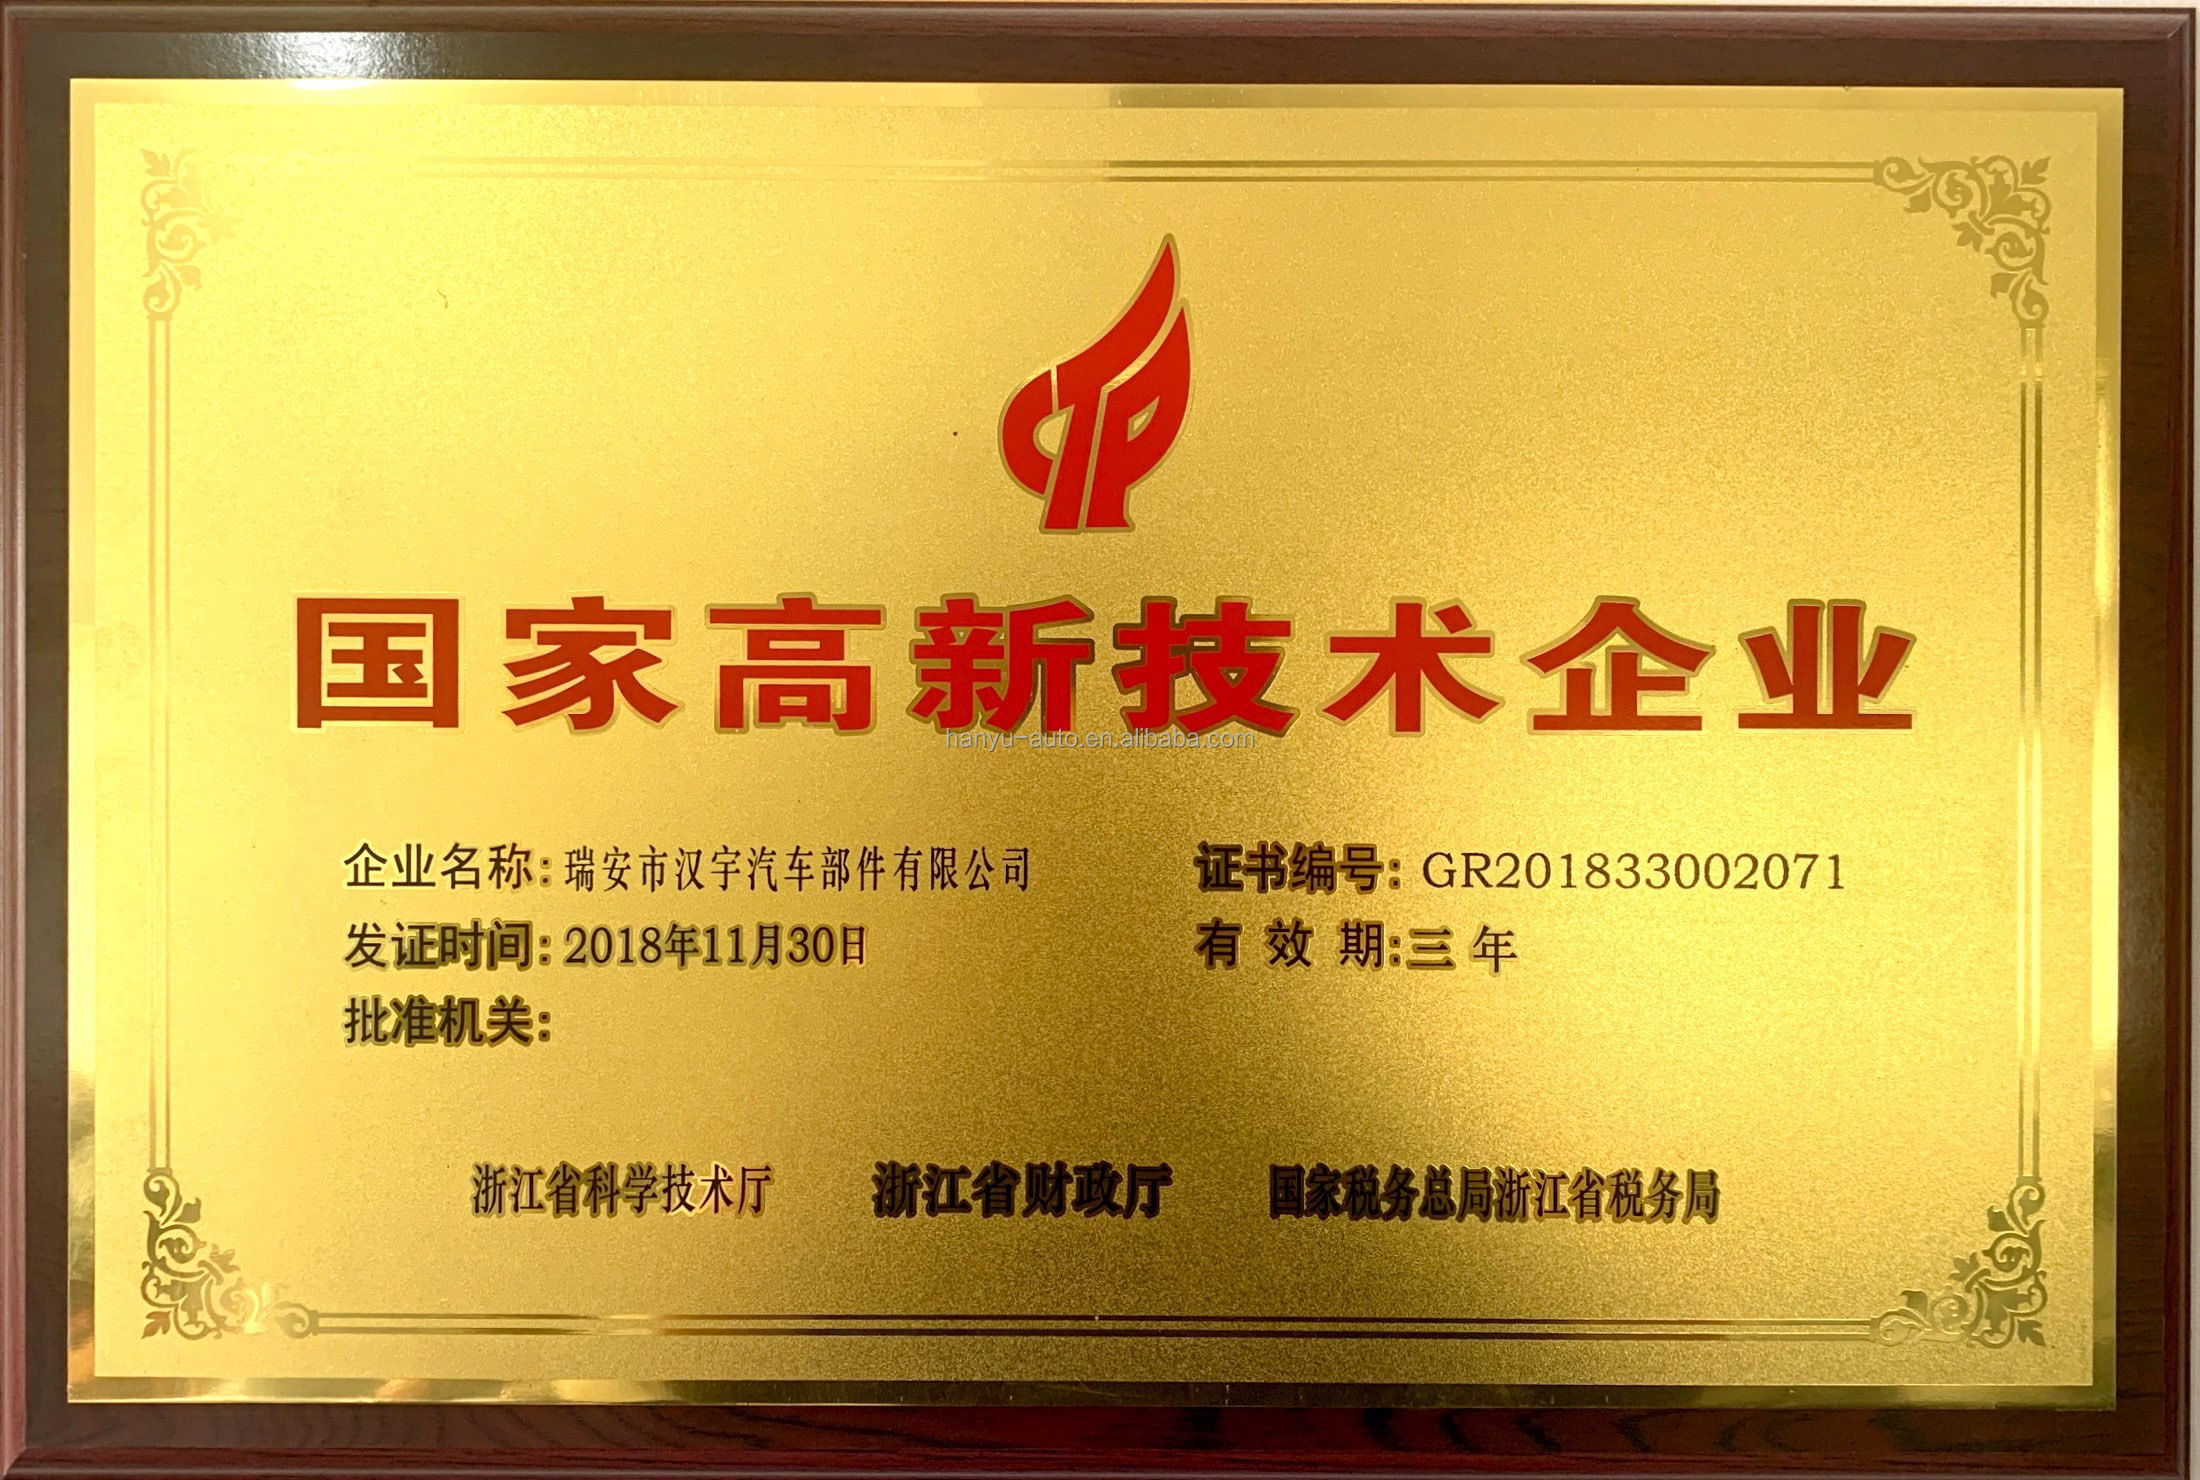 CTP
国家高新技术企业
hanyu-auto.en.alibaba.com
企业名称：瑞安市汉宇汽车部件有限公司
证书编号：GR201833002071
发证时间：2018年11月30日
有效期：三年
批准机关：
浙江省科学技术厅 浙江省财政厅 国家税务总局浙江省税务局